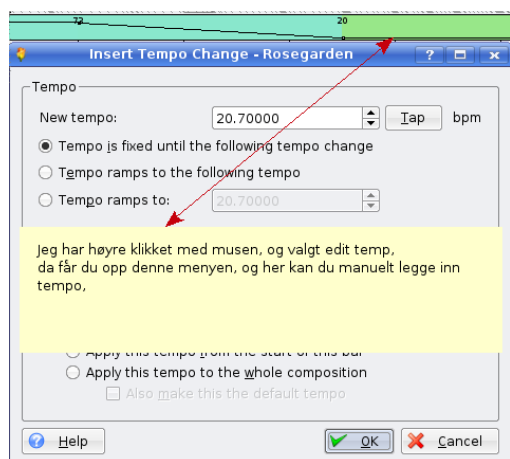 72 20
Insert Tempo Change - Rosegarden
Tempo
New tempo: 20.70000 Tap bpm
Tempo is fixed until the following tempo change
Tempo ramps to the following tempo
Tempo ramps to: 20.70000
Jeg har høyre klikket med musen, og valgt edit temp,
da får du opp denne menyen, og her kan du manuelt legge inn
tempo,
Apply this tempo from the start of this bar
Apply this tempo to the whole composition
Also make this the default tempo
Help OK Cancel